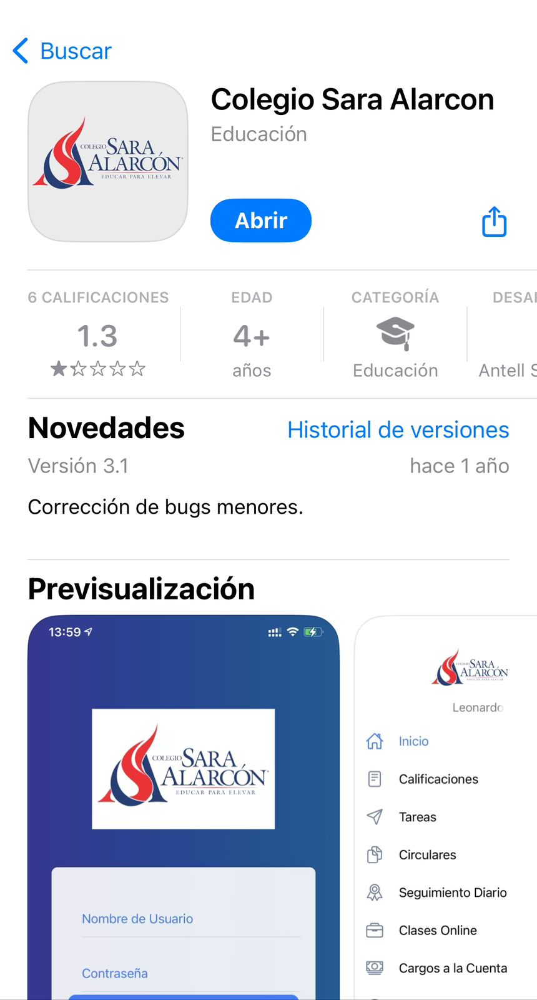 Buscar
Colegio Sara Alarcon
Educación
COLEGIO SARA
ALARCÓN
EDUCAR PARA ELEVAR
Abrir
6 CALIFICACIONES
1.3
EDAD
4+
años
CATEGORÍA
Educación
DESAR
Antell S
Novedades
Historial de versiones
Versión 3.1
hace 1 año
Corrección de bugs menores.
Previsualización
13:59
COLEGIO SARA
ALARCÓN
EDUCAR PARA ELEVAR
Nombre de Usuario
Contraseña
COLEGIO SARA
ALARCÓN
EDUCAR PARA ELEVAR
Leonardo
Inicio
Calificaciones
Tareas
Circulares
Seguimiento Diario
Clases Online
Cargos a la Cuenta